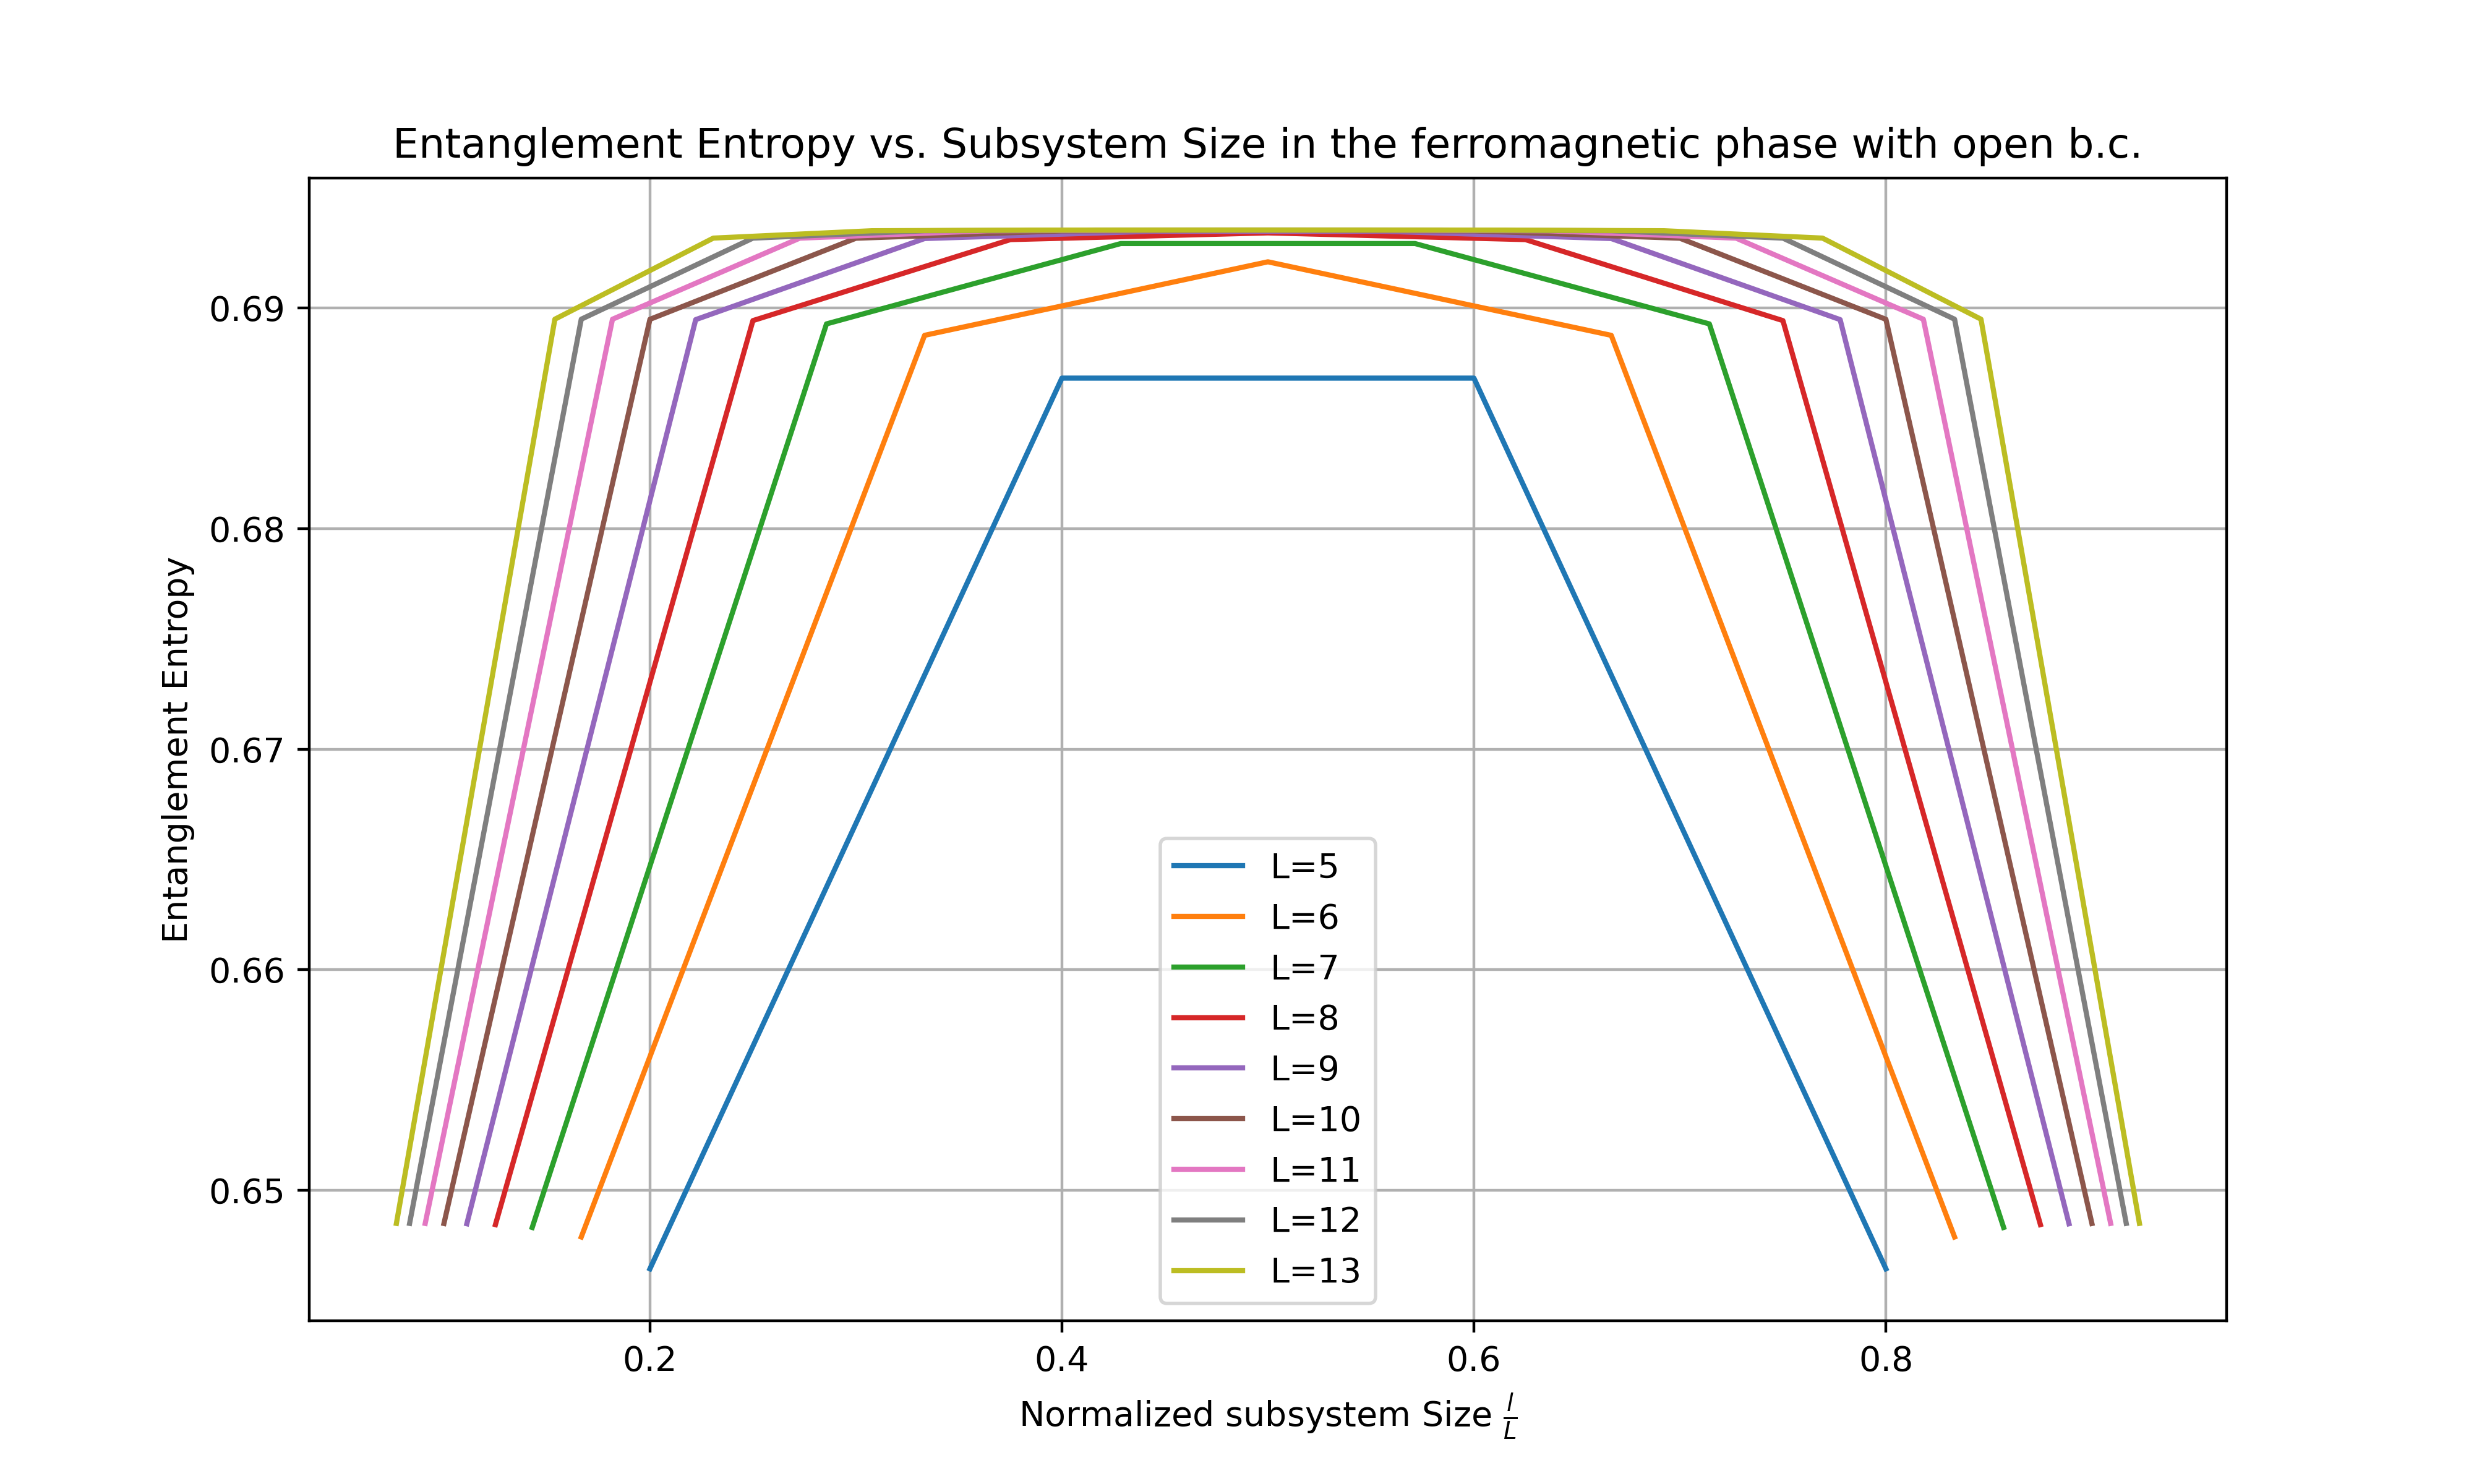 Entanglement Entropy vs. Subsystem Size in the ferromagnetic phase with open b.c.
Entanglement Entropy
0.69
0.68
0.67
0.66
0.65
L=5
L=6
L=7
L=8
L=9
L=10
L=11
L=12
L=13
0.2 0.4 0.6 0.8
Normalized subsystem Size l/L